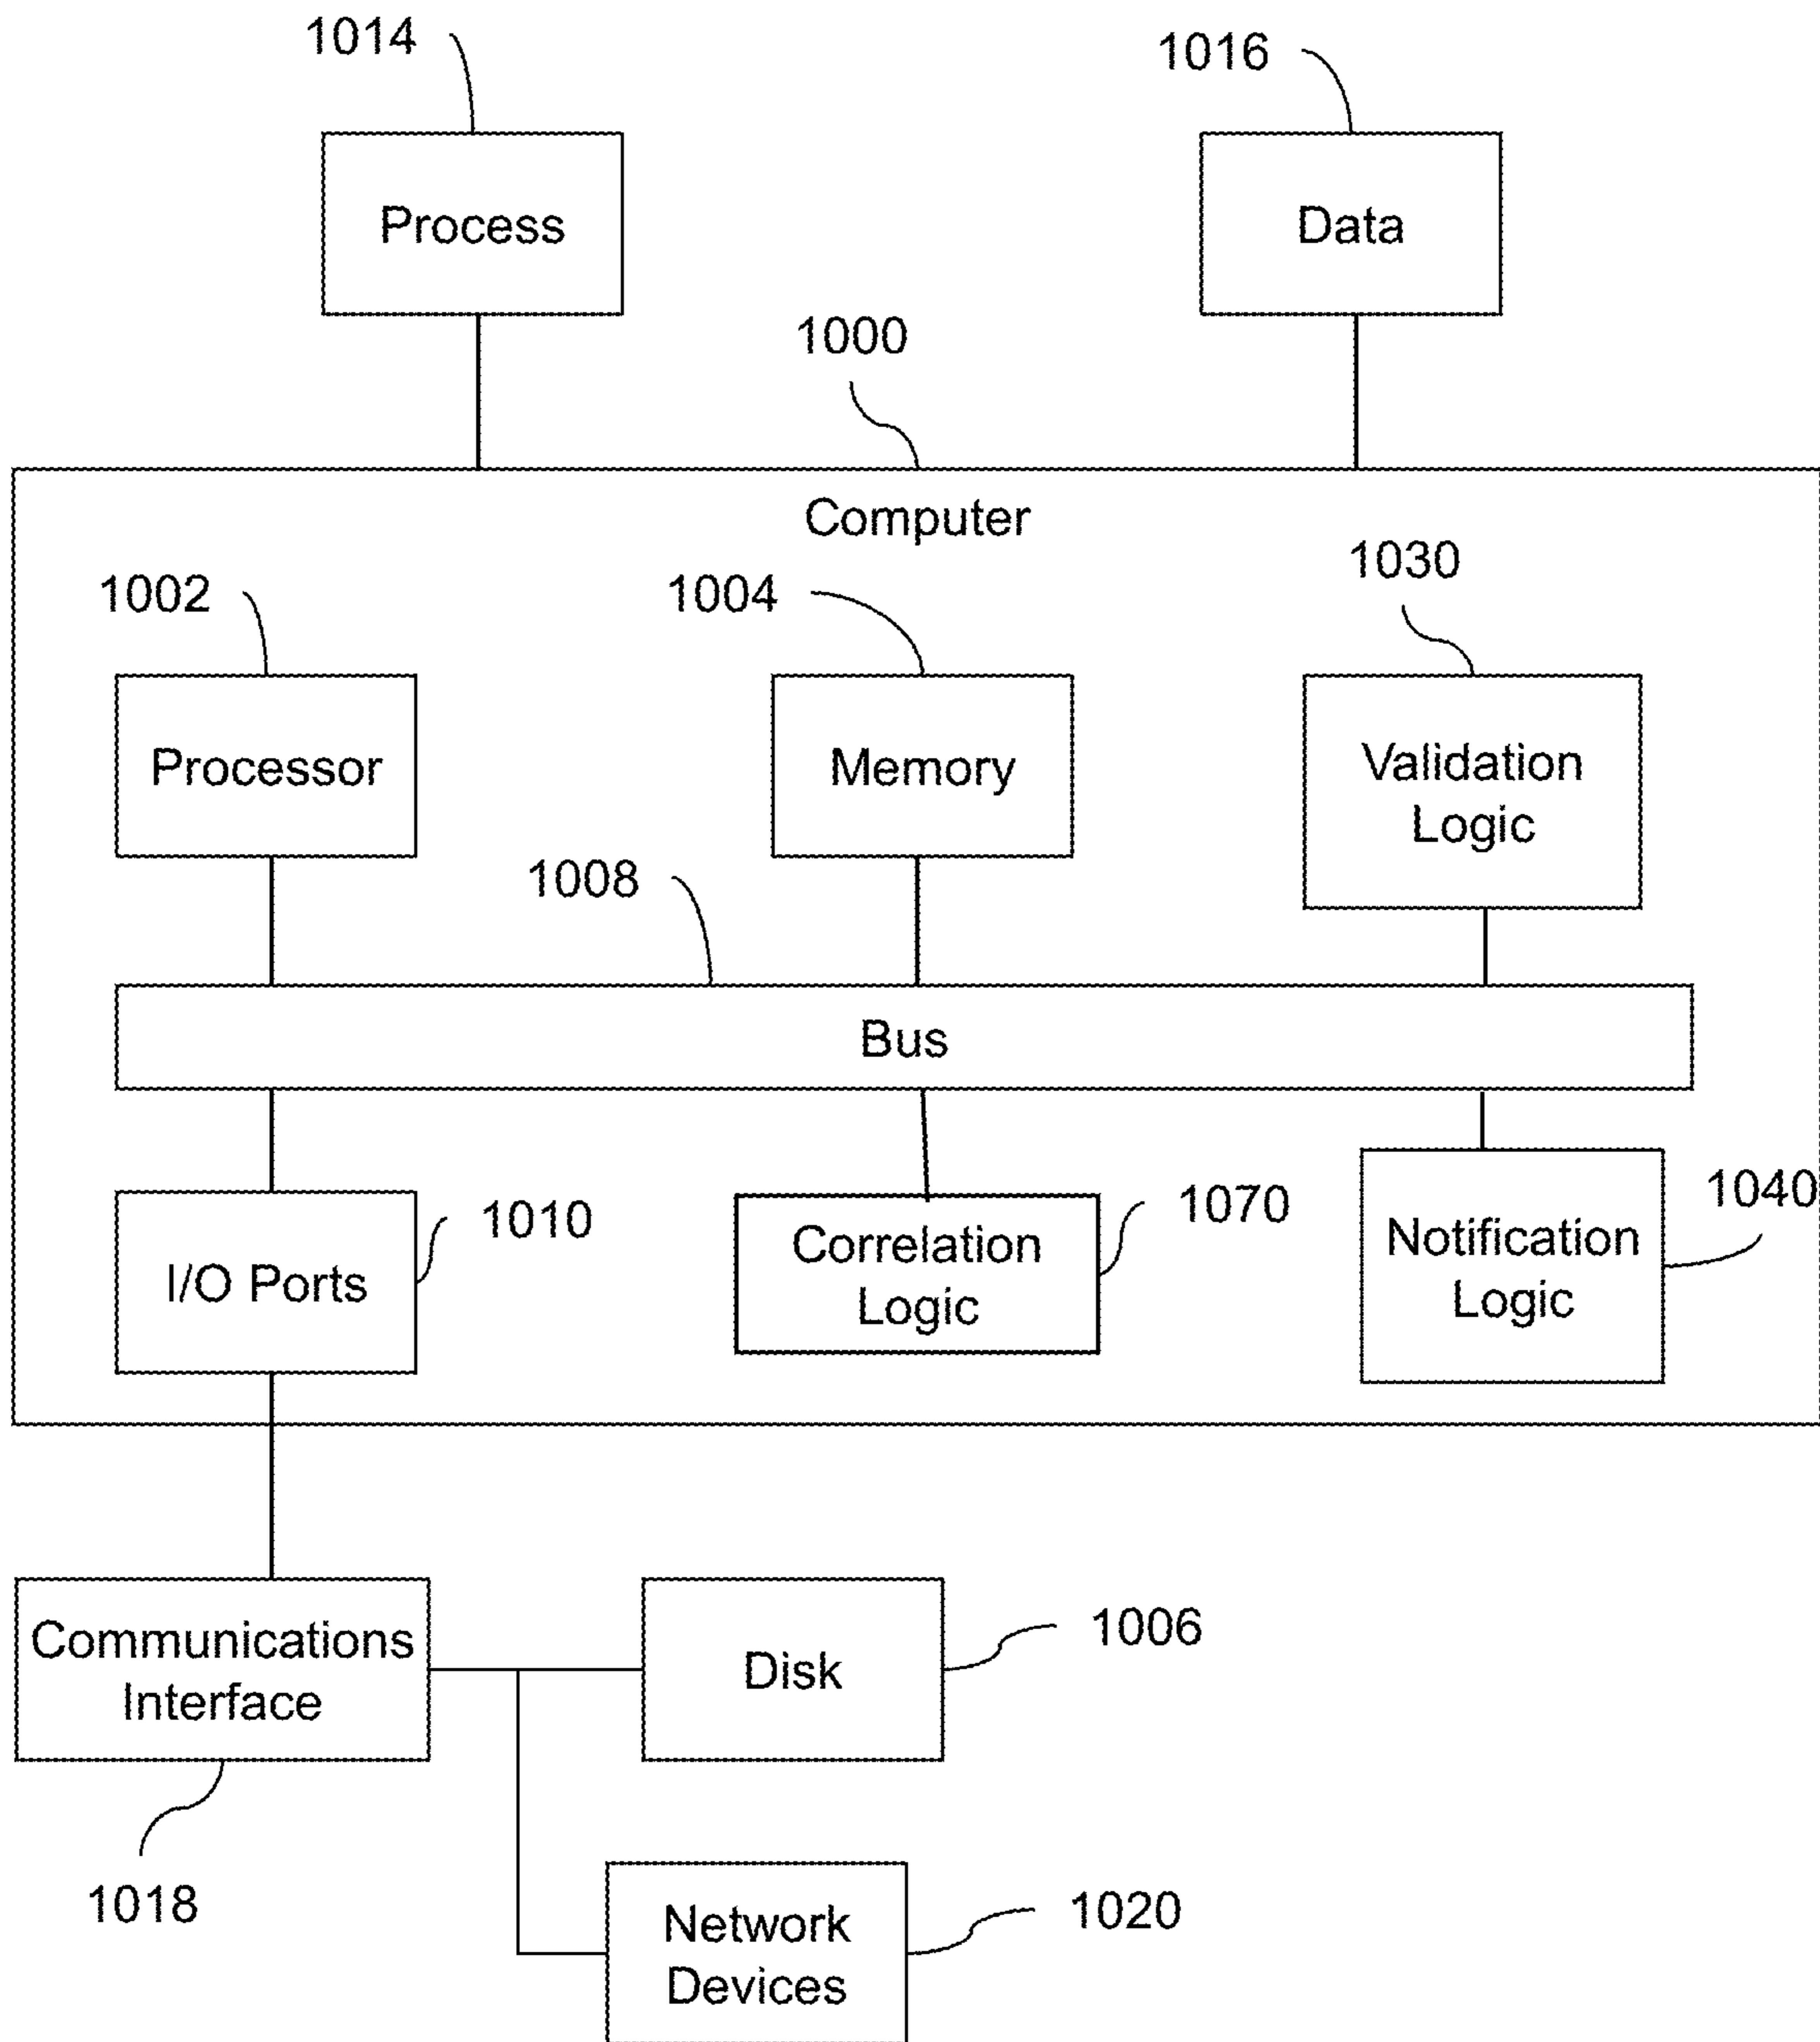 1014
1016
Process
Data
1000
Computer
1002
1004
1030
Processor
Memory
Validation
Logic
1008
Bus
1010
1070
1040
I/O Ports
Correlation
Logic
Notification
Logic
Communications
Interface
Disk
1006
1018
Network
Devices
1020